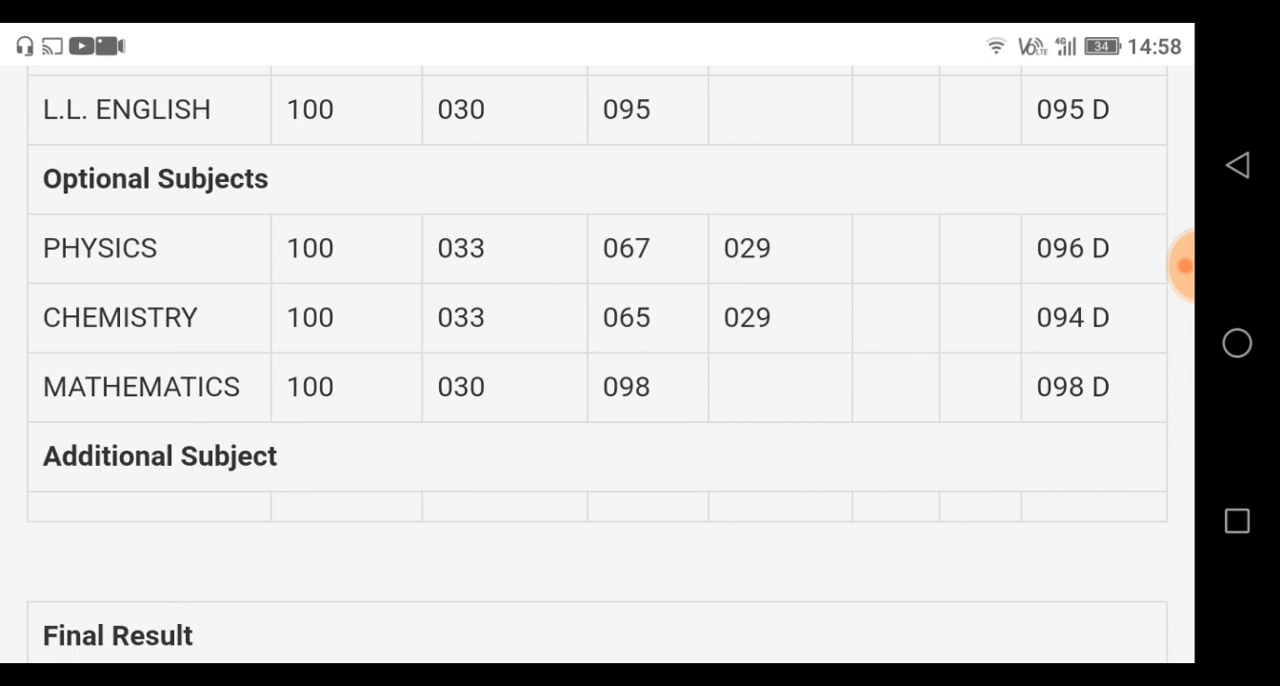 34 14:58
L.L. ENGLISH 100 030 095 095 D
Optional Subjects
PHYSICS 100 033 067 029 096 D
CHEMISTRY 100 033 065 029 094 D
MATHEMATICS 100 030 098 098 D
Additional Subject
Final Result